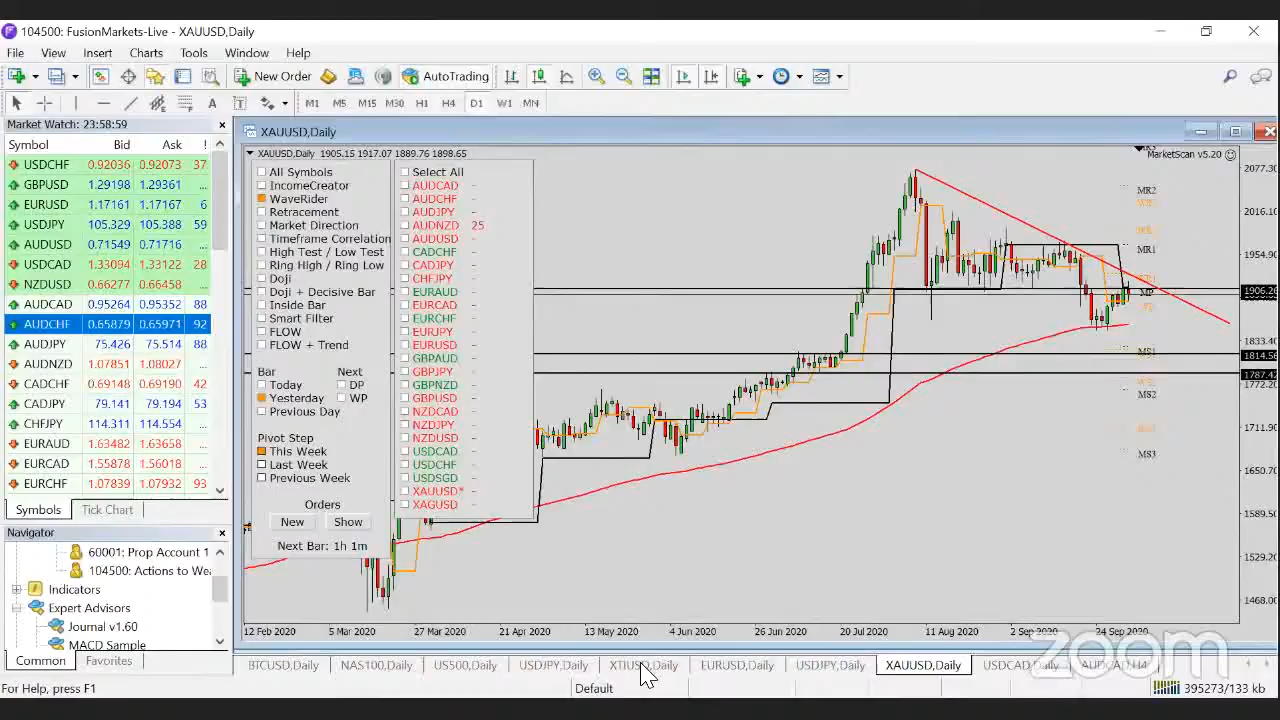 104500: FusionMarkets-Live - XAUUSD,Daily
File View Insert Charts Tools Window Help
New Order AutoTrading
A T M1 M5 M15 M30 H1 H4 D1 W1 MN
Market Watch: 23:58:59
Symbol Bid Ask !
USDCHF 0.92036 0.92073 37
GBPUSD 1.29198 1.29361 ...
EURUSD 1.17161 1.17167 6
USDJPY 105.329 105.388 59
AUDUSD 0.71549 0.71716 ...
USDCAD 1.33094 1.33122 28
NZDUSD 0.66277 0.66458 ...
AUDCAD 0.95264 0.95352 88
AUDCHF 0.65879 0.65971 92
AUDJPY 75.426 75.514 88
AUDNZD 1.07851 1.08027 ...
CADCHF 0.69148 0.69190 42
CADJPY 79.141 79.194 53
CHFJPY 114.311 114.554 ...
EURAUD 1.63482 1.63658 ...
EURCAD 1.55878 1.56018 ...
EURCHF 1.07839 1.07932 93
Symbols Tick Chart
Navigator
60001: Prop Account 1
104500: Actions to Wea
Indicators
Expert Advisors
Journal v1.60
MACD Sample
Common Favorites
XAUUSD,Daily
XAUUSD,Daily 1905.15 1917.07 1889.76 1898.65
MarketScan v5.20
All Symbols
IncomeCreator
WaveRider
Retracement
Market Direction
Timeframe Correlation
High Test / Low Test
Ring High / Ring Low
Doji
Doji + Decisive Bar
Inside Bar
Smart Filter
FLOW
FLOW + Trend
Bar Next
Today DP
Yesterday WP
Previous Day
Pivot Step
This Week
Last Week
Previous Week
Orders
New Show
Next Bar: 1h 1m
Select All
AUDCAD -
AUDCHF -
AUDJPY -
AUDNZD 25
AUDUSD -
CADCHF -
CADJPY -
CHFJPY -
EURAUD -
EURCAD -
EURCHF -
EURJPY -
EURUSD -
GBPAUD -
GBPJPY -
GBPNZD -
GBPUSD -
NZDCAD -
NZDJPY -
NZDUSD -
USDCAD -
USDCHF -
USDSGD -
XAUUSD* -
XAGUSD -
MR2
MR1
MP
MS1
MS2
MS3
2077.30
2016.15
1954.90
1906.26
1833.40
1814.56
1787.42
1772.65
1711.90
1650.70
1589.50
1529.20
1468.00
12 Feb 2020 5 Mar 2020 27 Mar 2020 21 Apr 2020 13 May 2020 4 Jun 2020 26 Jun 2020 20 Jul 2020 11 Aug 2020 2 Sep 2020 24 Sep 2020
BTCUSD,Daily NAS100,Daily US500,Daily USDJPY,Daily XTIUSD,Daily EURUSD,Daily USDJPY,Daily XAUUSD,Daily USDCAD,Daily AUDCAD,H4
zoom
For Help, press F1 Default 395273/133 kb